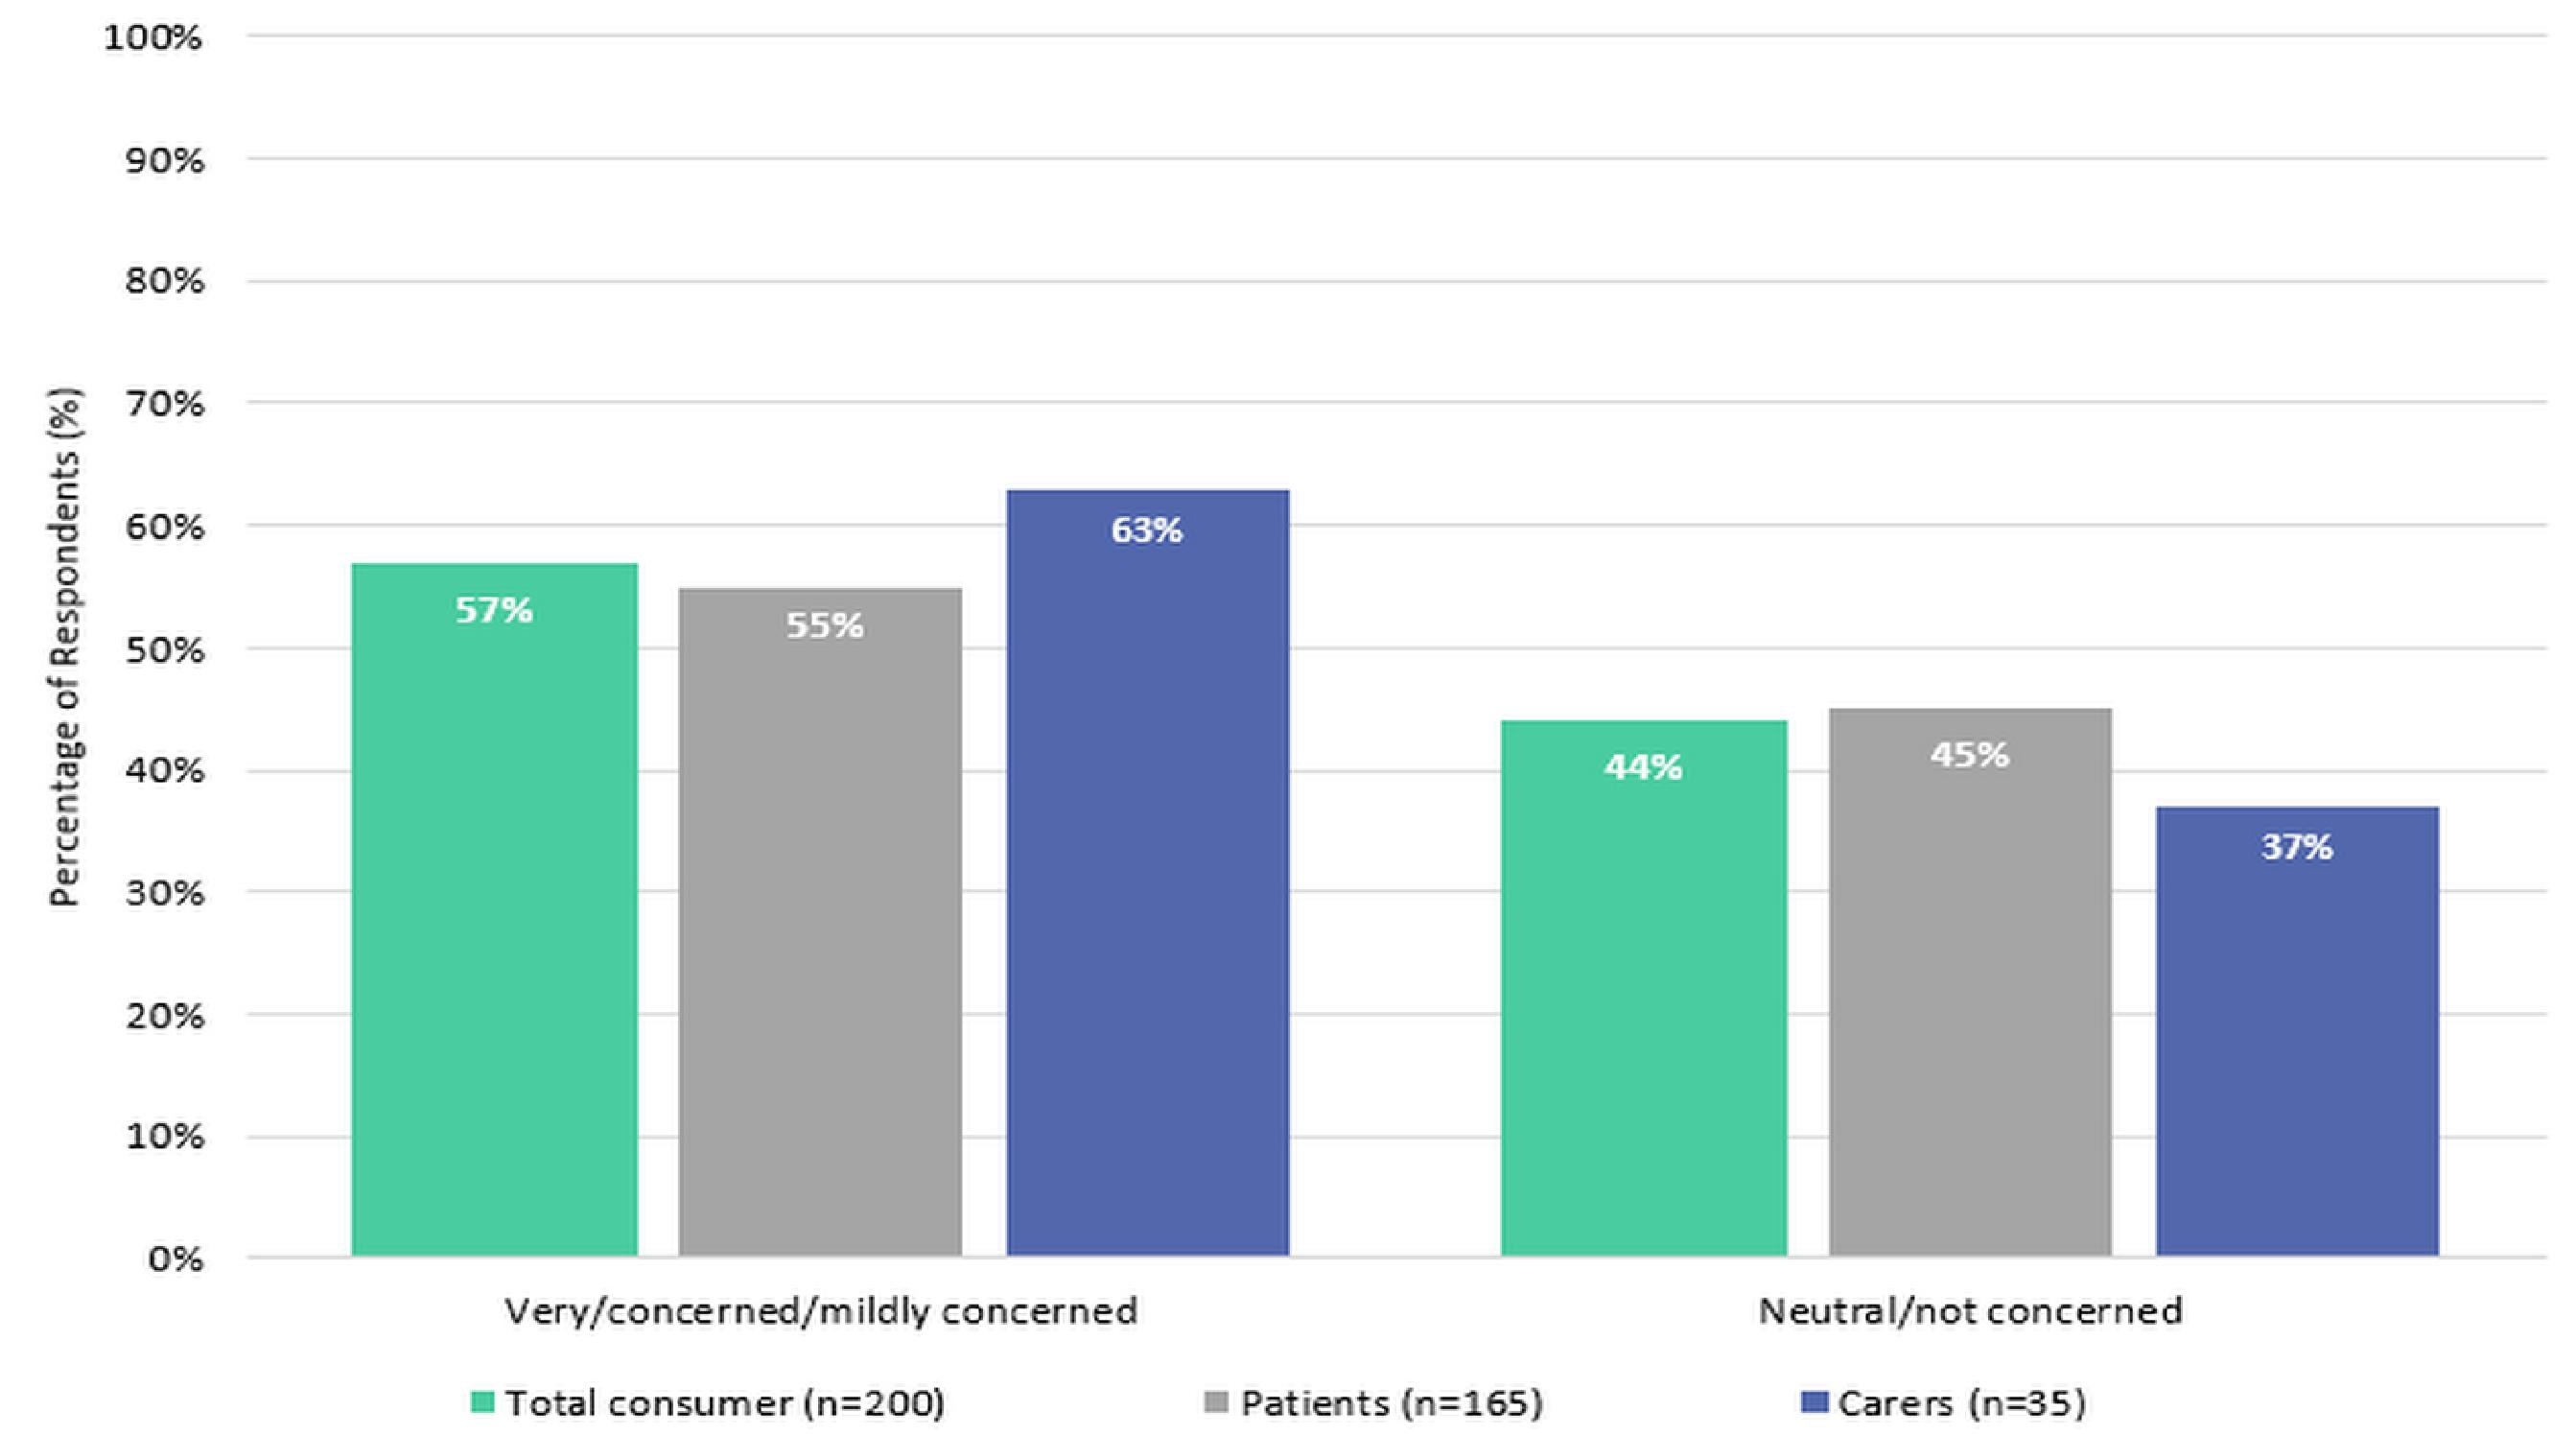 Percentage of Respondents (%)
100%
90%
80%
70%
60%
50%
40%
30%
20%
10%
0%
57%
55%
63%
44%
45%
37%
Very/concerned/mildly concerned
Neutral/not concerned
Total consumer (n=200)
Patients (n=165)
Carers (n=35)